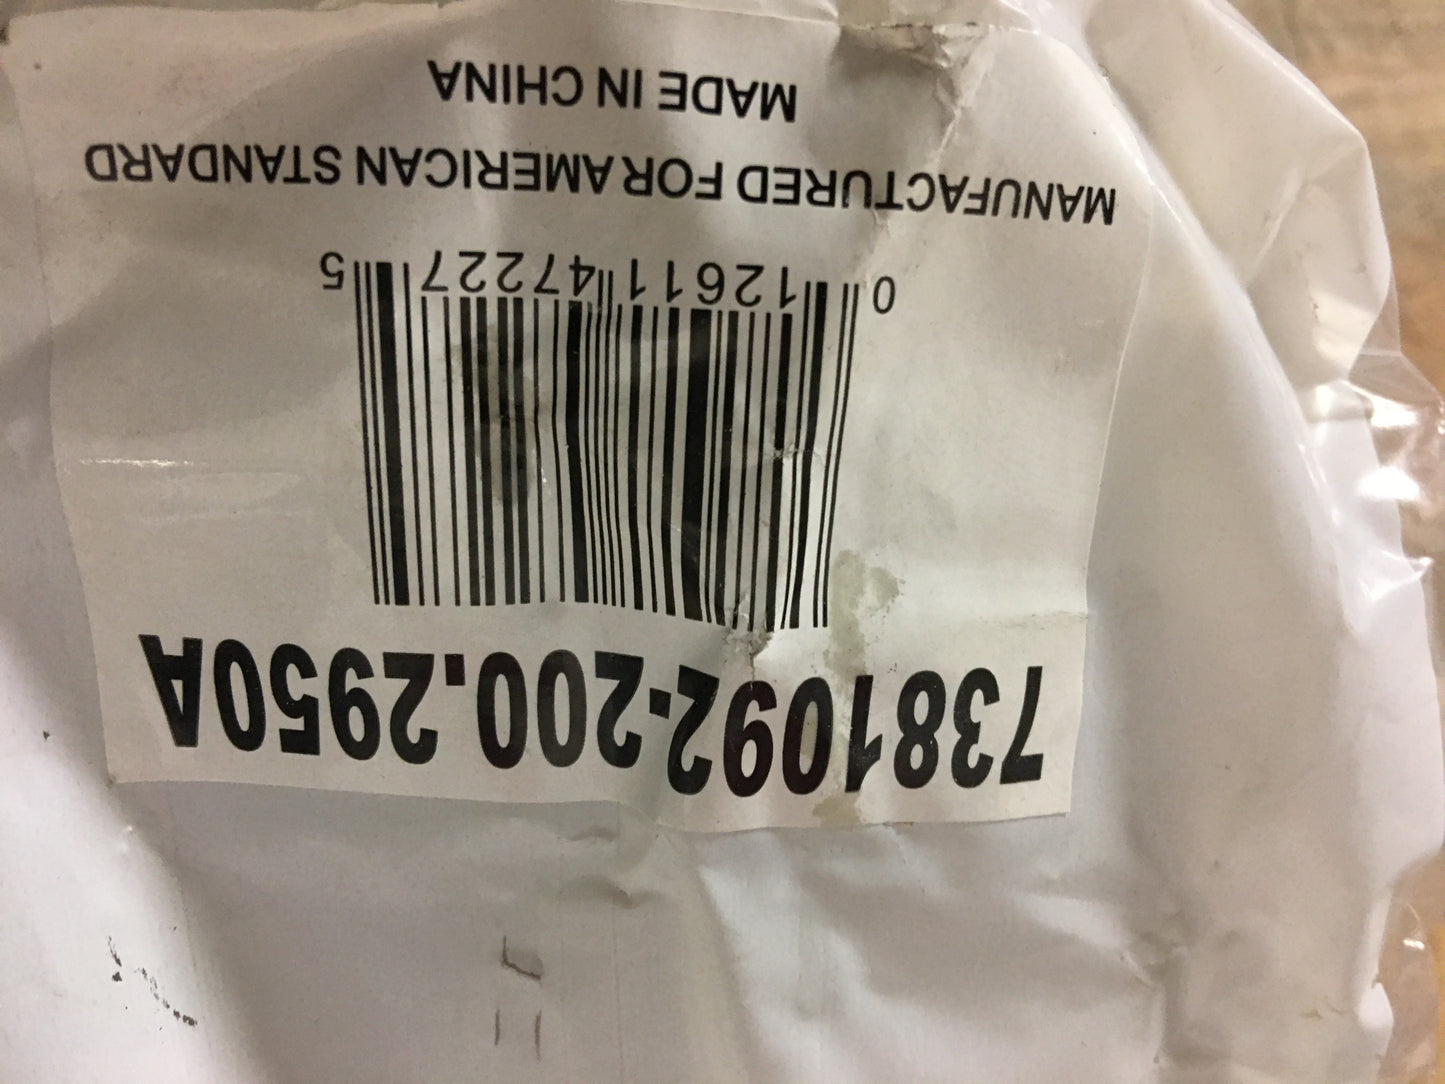 7381092-200.2950A
0 12611 47227 5
MANUFACTURED FOR AMERICAN STANDARD
MADE IN CHINA